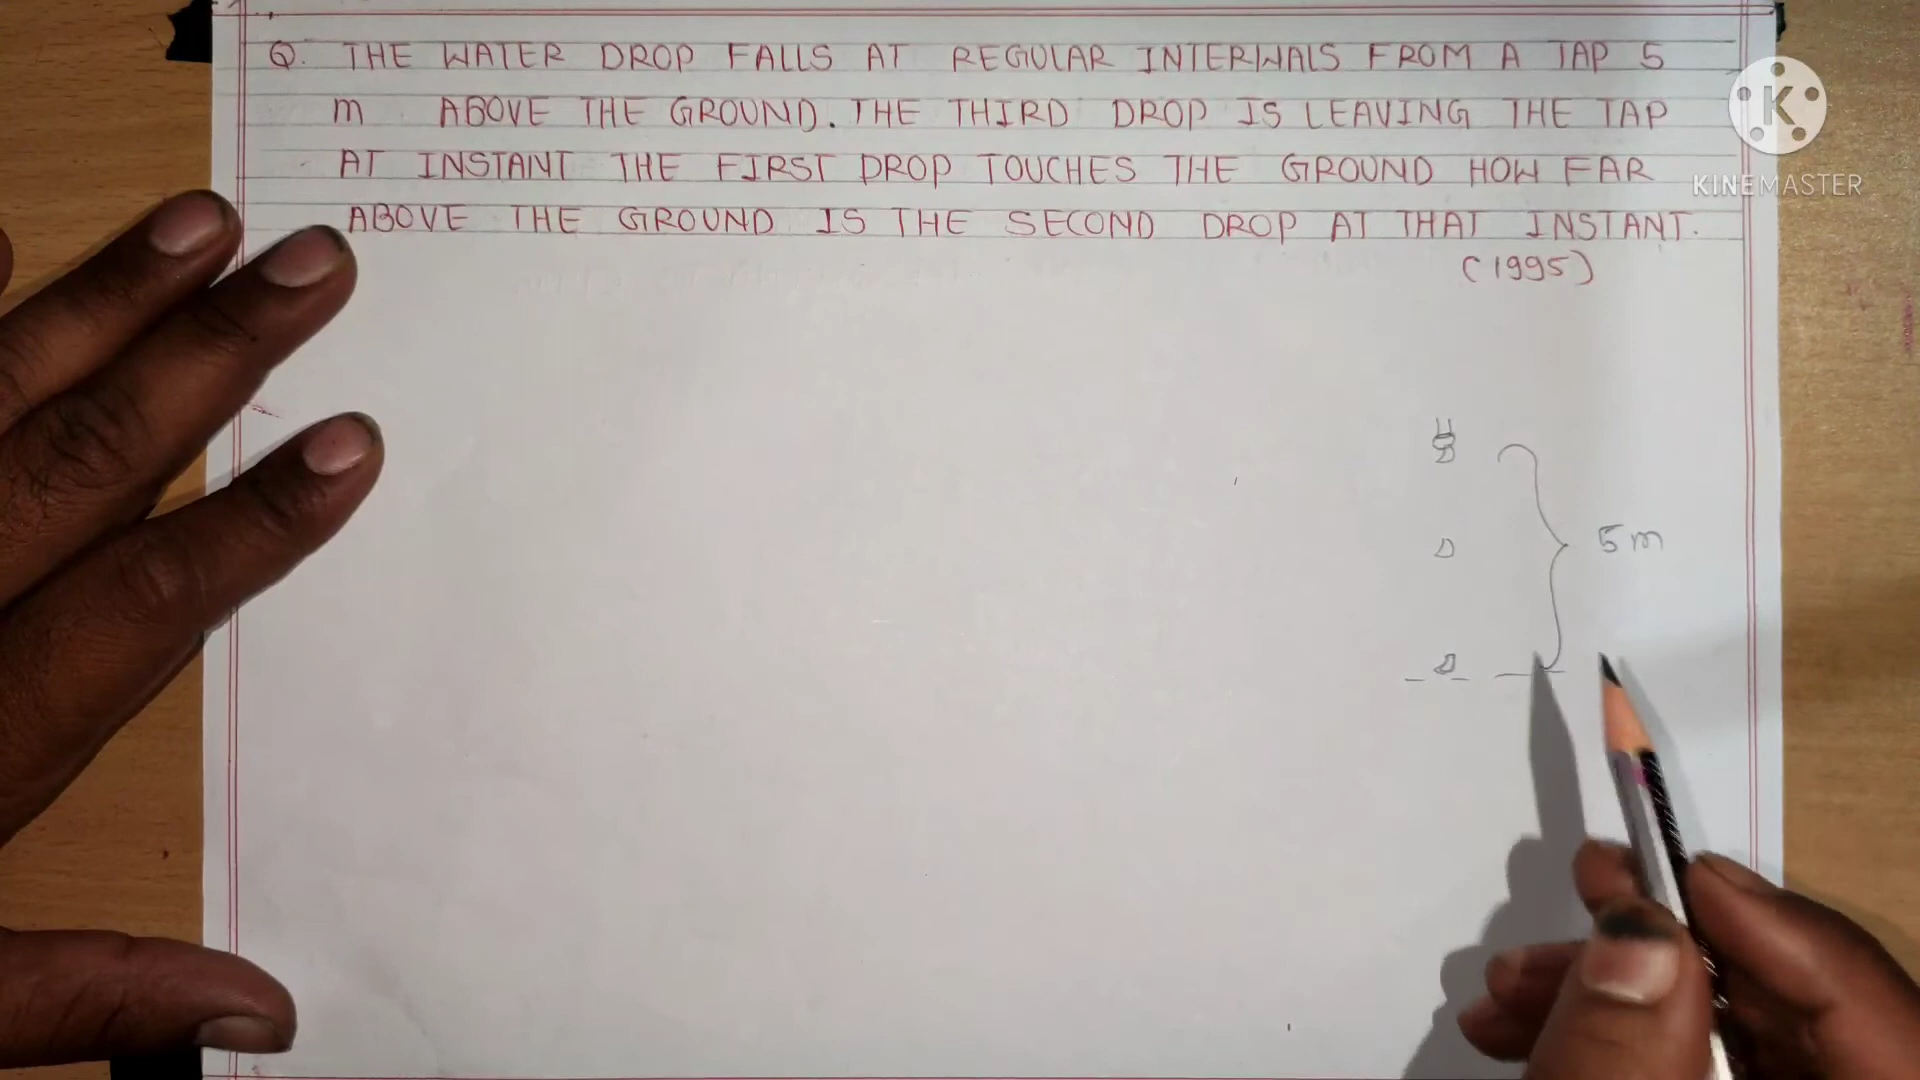 Q. THE WATER DROP FALLS AT REGULAR INTERWALS FROM A TAP 5
m ABOVE THE GROUND. THE THIRD DROP IS LEAVING THE TAP
AT INSTANT THE FIRST DROP TOUCHES THE GROUND HOW FAR
ABOVE THE GROUND IS THE SECOND DROP AT THAT INSTANT.
(1995)
5m
K
KINEMASTER